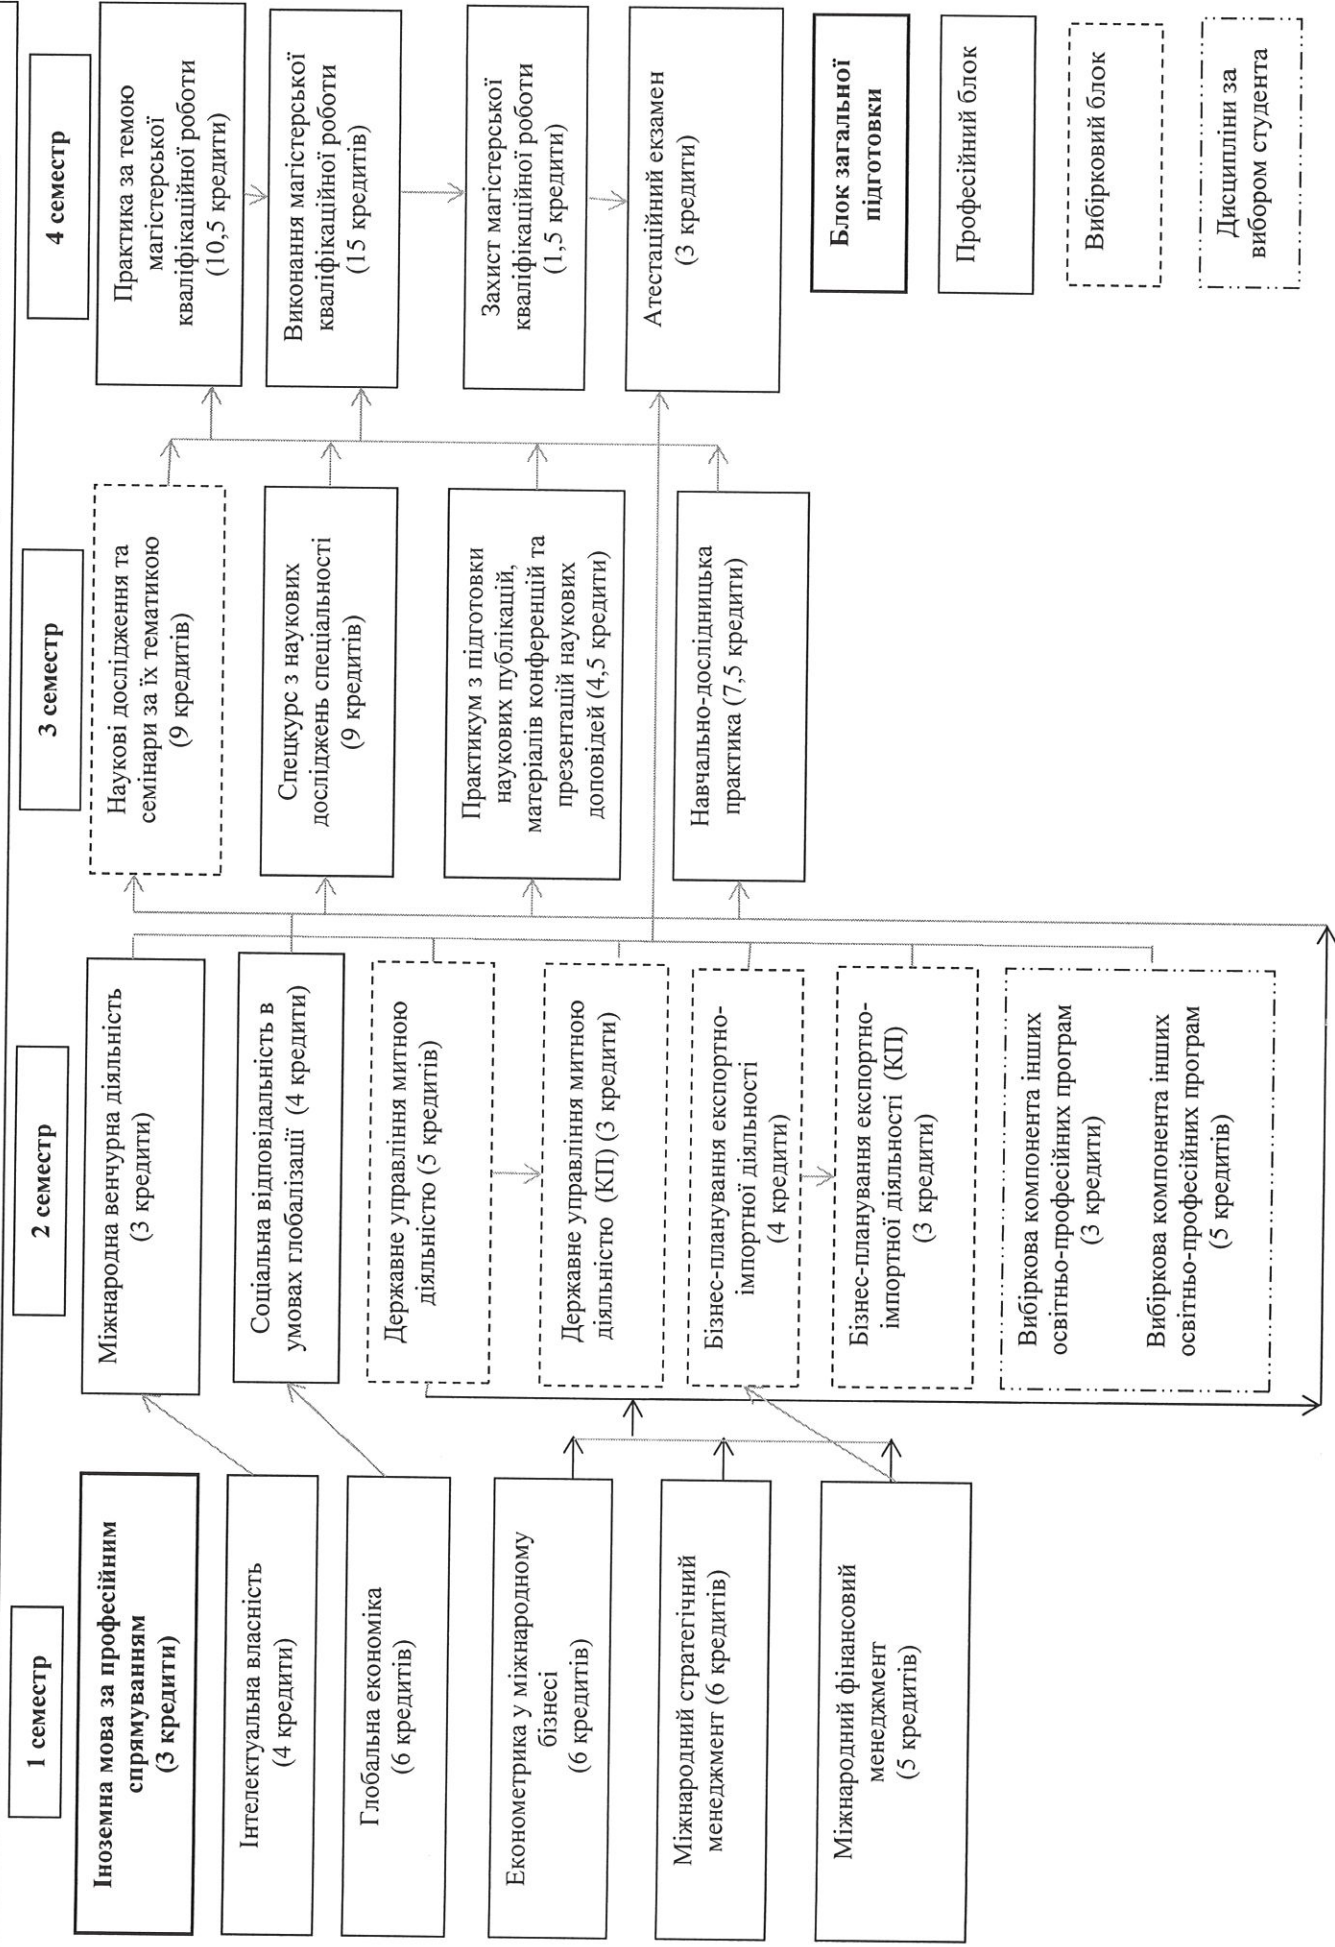 1 семестр
Іноземна мова за професійним
спрямуванням
(3 кредити)
Інтелектуальна власність
(4 кредити)
Глобальна економіка
(6 кредитів)
Економетрика у міжнародному
бізнесі
(6 кредитів)
Міжнародний стратегічний
менеджмент (6 кредитів)
Міжнародний фінансовий
менеджмент
(5 кредитів)
2 семестр
Міжнародна венчурна діяльність
(3 кредити)
Соціальна відповідальність в
умовах глобалізації (4 кредити)
Державне управління митною
діяльністю (5 кредитів)
Державне управління митною
діяльністю (КП) (3 кредити)
Бізнес-планування експортно-
імпортної діяльності
(4 кредити)
Бізнес-планування експортно-
імпортної діяльності (КП)
(3 кредити)
Вибіркова компонента інших
освітньо-професійних програм
(3 кредити)
Вибіркова компонента інших
освітньо-професійних програм
(5 кредитів)
3 семестр
Наукові дослідження та
семінари за їх тематикою
(9 кредитів)
Спецкурс з наукових
досліджень спеціальності
(9 кредитів)
Практикум з підготовки
наукових публікацій,
матеріалів конференцій та
презентацій наукових
доповідей (4,5 кредити)
Навчально-дослідницька
практика (7,5 кредити)
4 семестр
Практика за темою
магістерської
кваліфікаційної роботи
(10,5 кредити)
Виконання магістерської
кваліфікаційної роботи
(15 кредитів)
Захист магістерської
кваліфікаційної роботи
(1,5 кредити)
Атестаційний екзамен
(3 кредити)
Блок загальної
підготовки
Професійний блок
Вибірковий блок
Дисципліни за
вибором студента